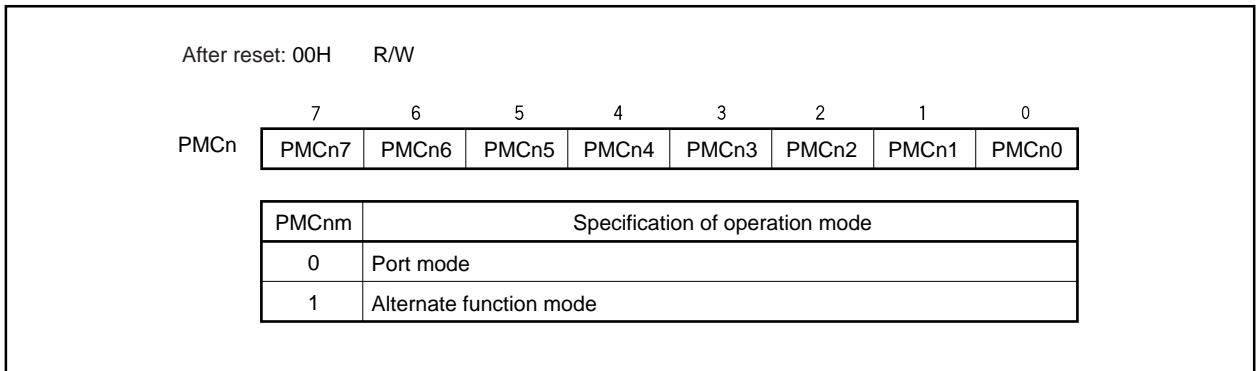 After reset: 00H R/W
7 6 5 4 3 2 1 0
PMCn PMCn7 PMCn6 PMCn5 PMCn4 PMCn3 PMCn2 PMCn1 PMCn0
PMCnm Specification of operation mode
0 Port mode
1 Alternate function mode